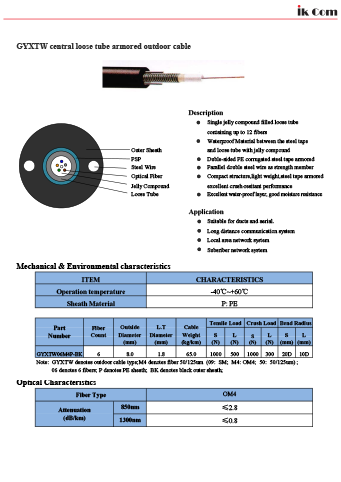 ik Com
GYXTW central loose tube armored outdoor cable
Description
● Single jelly compound filled loose tube
containing up to 12 fibers
● Waterproof Material between the steel tape
and loose tube with jelly compound
● Duble-sided PE corrugated steel tape armored
● Parallel double steel wire as strength member
● Compact structure,light weight,steel tape armored
excellent crush-resitant performance
● Excellent water-proof layer, good moisture resistance
Outer Sheath
PSP
Steel Wire
Optical Fiber
Jelly Compound
Loose Tube
Application
● Suitable for ducts and aerial.
● Long distance communication system
● Local area network system
● Subsriber network system
Mechanical & Environmental characteristics
ITEM CHARACTERISTICS
Operation temperature -40℃~+60℃
Sheath Material P: PE
Part Number Fiber Count Outside Diameter (mm) L.T Diameter (mm) Cable Weight (kg/km) Tensile Load Crush Load Bend Radius
S (N) L (N) S (N) L (N) S (mm) L (mm)
GYXTW06M4P-BK 6 8.0 1.8 65.0 1000 500 1000 300 20D 10D
Note: GYXTW denotes outdoor cable type;M4 denotes fiber 50/125um (09: SM; M4: OM4; 50: 50/125um) ;
06 denotes 6 fibers; P denotes PE sheath; BK denotes black outer sheath;
Optical Characteristics
Fiber Type OM4
Attenuation (dB/km) 850nm ≦2.8
1300nm ≦0.8